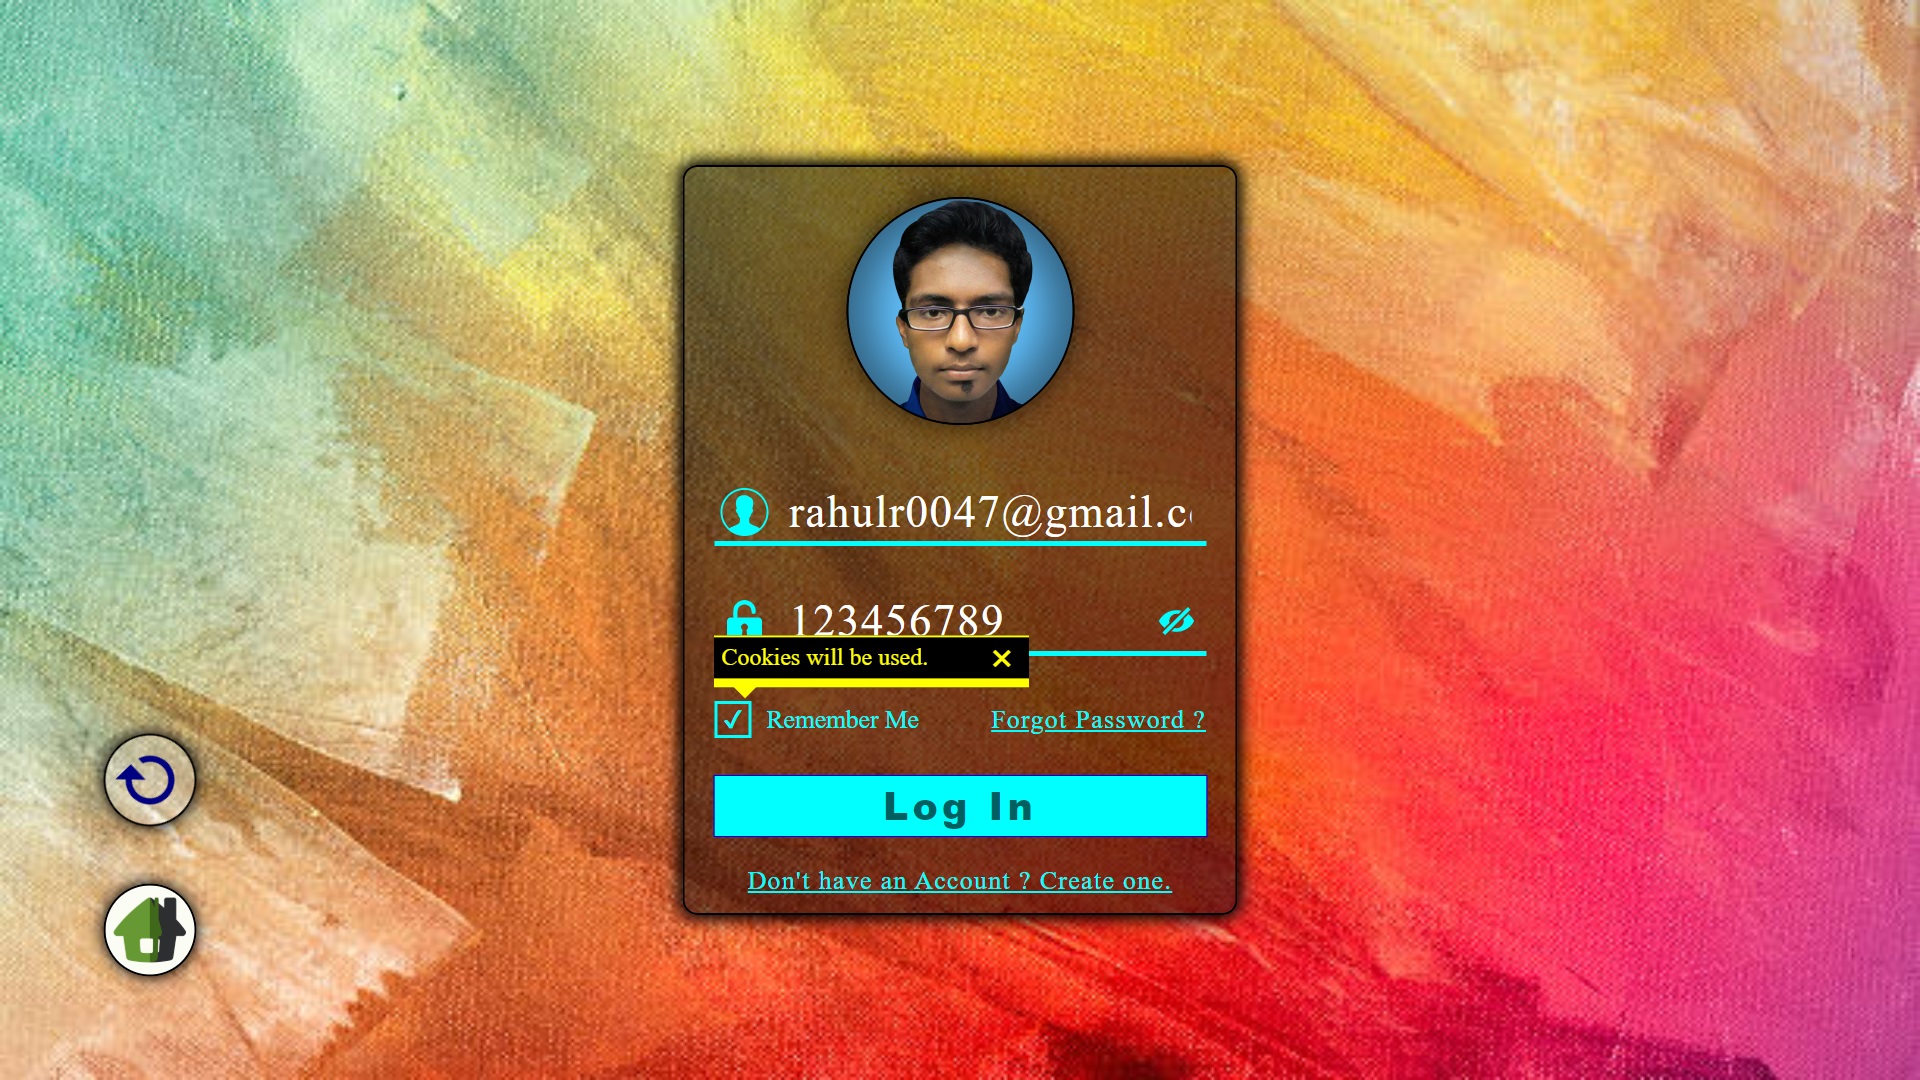 rahulr0047@gmail.c
123456789
Cookies will be used.
Remember Me
Forgot Password ?
Log In
Don't have an Account ? Create one.